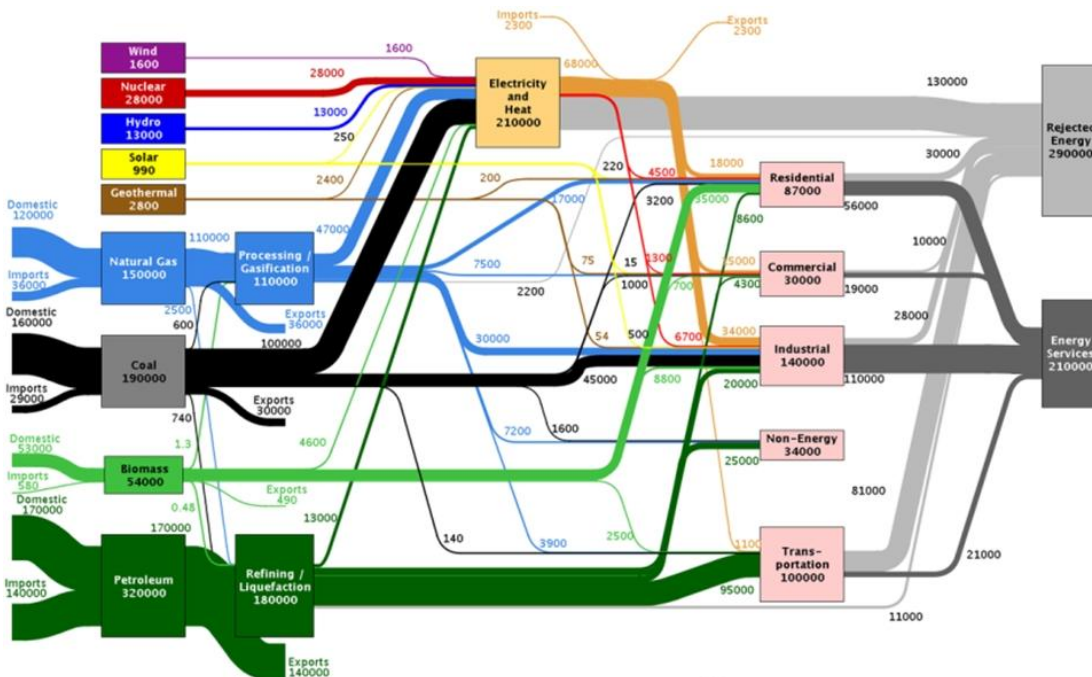 Imports
2300
Exports
2300
Wind
1600
1600
Nuclear
28000
28000
Hydro
13000
13000
250
Solar
990
Geothermal
2800
2400
Electricity
and
Heat
210000
68000
130000
Rejected
Energy
290000
220
4500
18000
30000
Residential
87000
200
17000
3200
35000
8600
56000
Domestic
120000
Imports
36000
Natural Gas
150000
110000
Processing /
Gasification
110000
47000
2500
Exports
36000
7500
2200
75
15
1000
1300
700
15000
4300
Commercial
30000
10000
19000
Domestic
160000
Imports
29000
Coal
190000
600
740
100000
Exports
30000
30000
45000
54
500
6700
34000
8800
20000
Industrial
140000
28000
110000
Energy
Services
210000
Domestic
53000
Imports
580
Biomass
54000
1.3
0.48
4600
Exports
490
7200
1600
25000
Non-Energy
34000
81000
Domestic
170000
Imports
140000
Petroleum
320000
170000
Refining /
Liquefaction
180000
13000
Exports
140000
140
3900
2500
1100
95000
Trans-
portation
100000
21000
11000